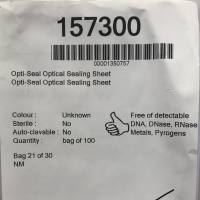 157300
00001350757
Opti-Seal Optical Sealing Sheet
Opti-Seal Optical Sealing Sheet
Colour : Unknown
Sterile : No
Auto-clavable : No
Quantity : bag of 100
Free of detectable
DNA, DNase, RNase
Metals, Pyrogens
Bag 21 of 30
NM